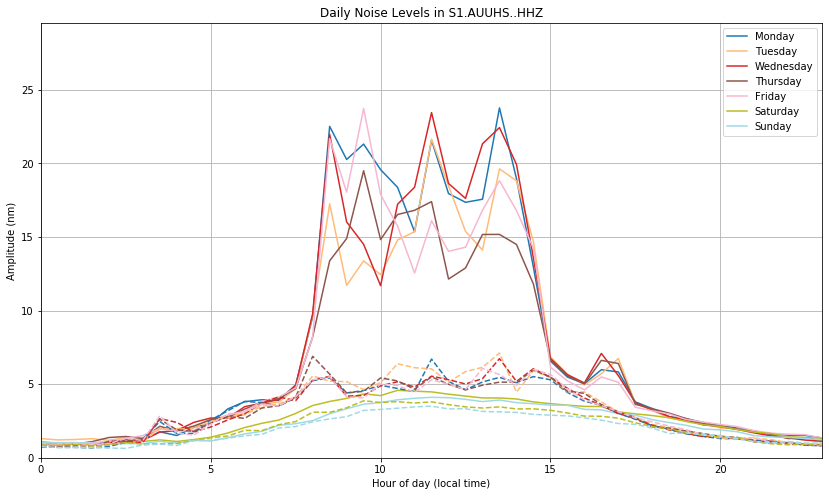 Daily Noise Levels in S1.AUUHS..HHZ
Monday
Tuesday
Wednesday
Thursday
Friday
Saturday
Sunday
Amplitude (nm)
25
20
15
10
5
0
0 5 10 15 20
Hour of day (local time)